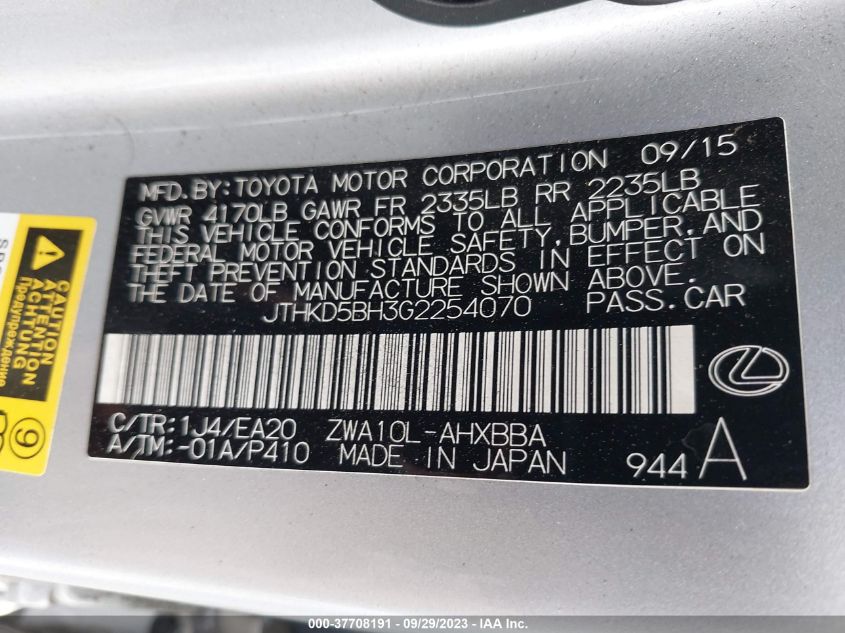 MFD.BY:TOYOTA MOTOR CORPORATION 09/15
GVWR 4170LB GAWR FR 2335LB RR 2235LB
THIS VEHICLE CONFORMS TO ALL APPLICABLE
FEDERAL MOTOR VEHICLE SAFETY,BUMPER,AND
THEFT PREVENTION STANDARDS IN EFFECT ON
THE DATE OF MANUFACTURE SHOWN ABOVE.
JTHKD5BH3G2254070 PASS.CAR
C/TR:1J4/EA20 ZWA10L-AHXBBA
A/TM:-01A/P410 MADE IN JAPAN 944A
CAUTION
ATTENTION
ACHTUNG
Предупреждение
9
000-37708191 - 09/29/2023 - IAA Inc.